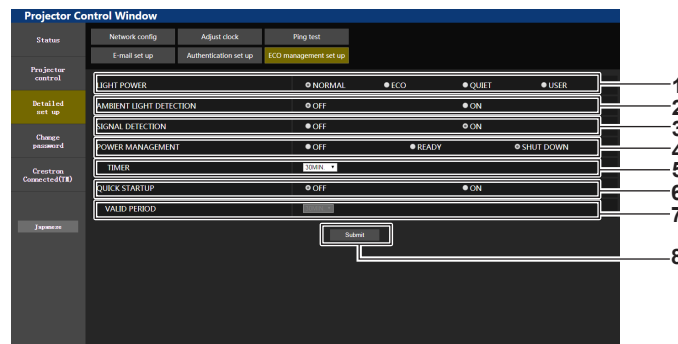 Projector Control Window
Status
Network config Adjust clock Ping test
E-mail set up Authentication set up ECO management set up
Projector
control
Detailed
set up
Change
password
Crestron
Connected(TM)
Japanese
LIGHT POWER NORMAL ECO QUIET USER 1
AMBIENT LIGHT DETECTION OFF ON 2
SIGNAL DETECTION OFF ON 3
POWER MANAGEMENT OFF READY SHUT DOWN 4
TIMER 30MIN. 5
QUICK STARTUP OFF ON 6
VALID PERIOD 7
Submit 8